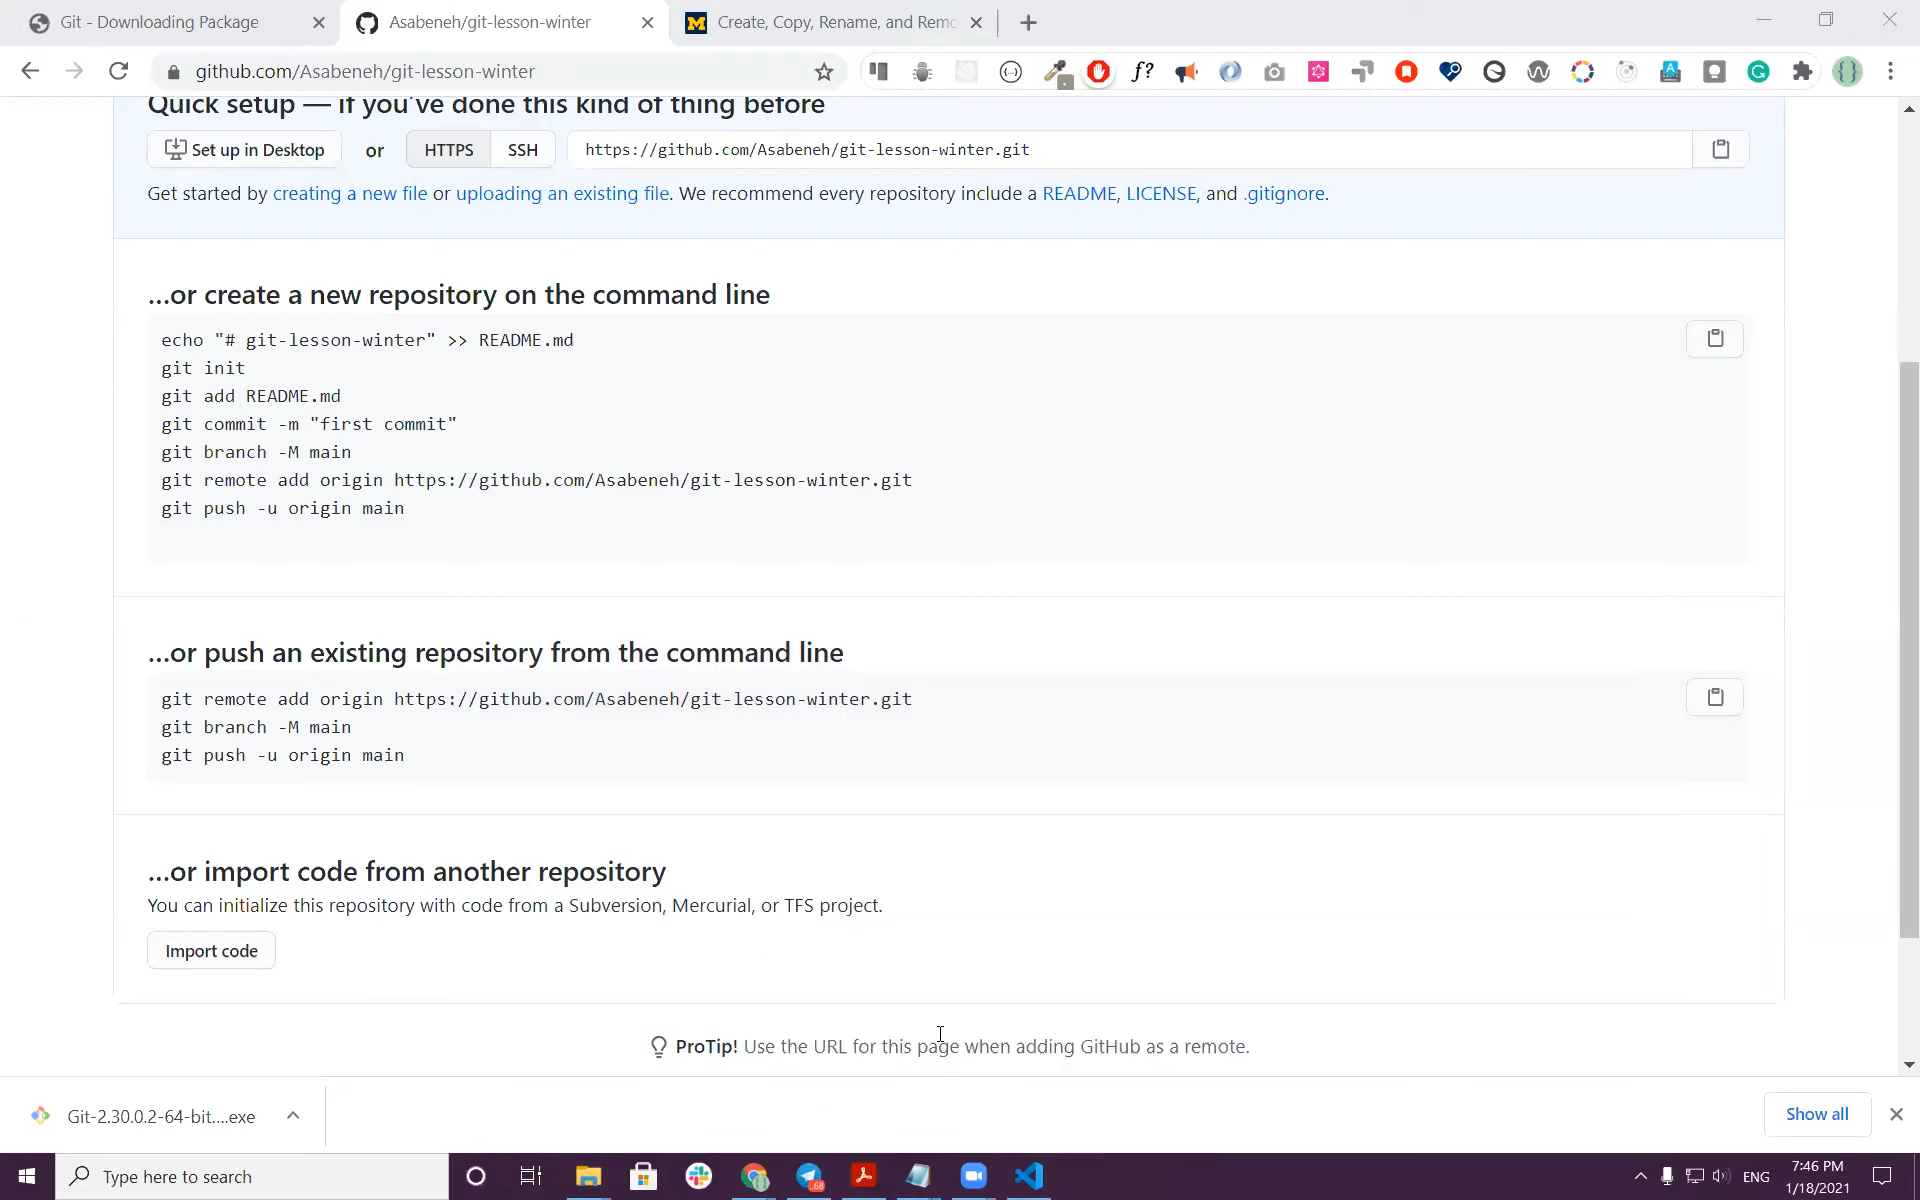 Git - Downloading Package
Asabeneh/git-lesson-winter
Create, Copy, Rename, and Remo
github.com/Asabeneh/git-lesson-winter
Quick setup — if you've done this kind of thing before
Set up in Desktop or HTTPS SSH https://github.com/Asabeneh/git-lesson-winter.git
Get started by creating a new file or uploading an existing file. We recommend every repository include a README, LICENSE, and .gitignore.
…or create a new repository on the command line
echo "# git-lesson-winter" >> README.md
git init
git add README.md
git commit -m "first commit"
git branch -M main
git remote add origin https://github.com/Asabeneh/git-lesson-winter.git
git push -u origin main
…or push an existing repository from the command line
git remote add origin https://github.com/Asabeneh/git-lesson-winter.git
git branch -M main
git push -u origin main
…or import code from another repository
You can initialize this repository with code from a Subversion, Mercurial, or TFS project.
Import code
ProTip! Use the URL for this page when adding GitHub as a remote.
Git-2.30.0.2-64-bit....exe
Show all
Type here to search
ENG
7:46 PM
1/18/2021